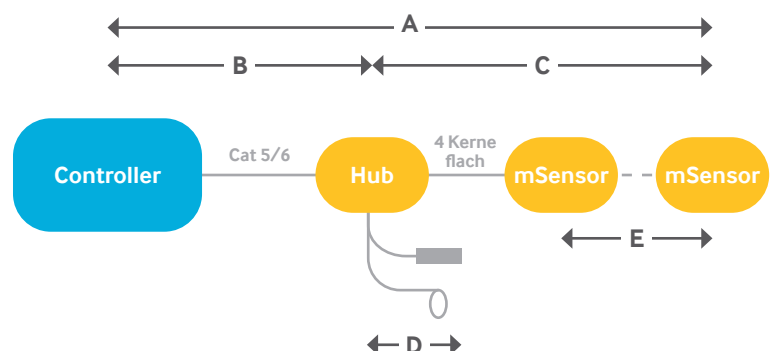 A
B
C
Controller
Cat 5/6
Hub
4 Kerne
flach
mSensor
mSensor
E
D